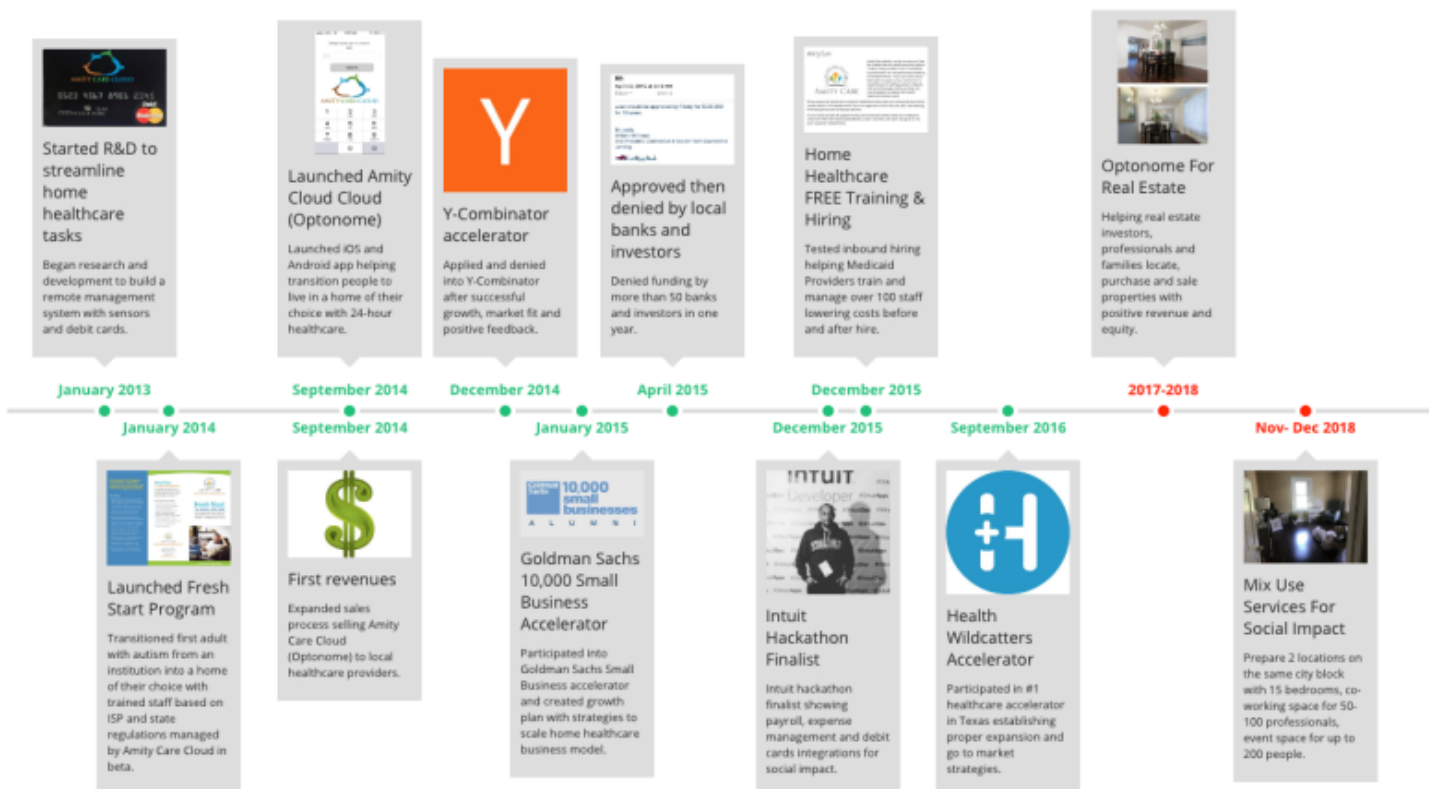 AMITY CARE CLOUD
Started R&D to
streamline
home
healthcare
tasks
Began research and
development to build a
remote management
system with sensors
and debit cards.
January 2013
AMITY CARE CLOUD
Launched Amity
Cloud Cloud
(Optonome)
Launched iOS and
Android app helping
transition people to
live in a home of their
choice with 24-hour
healthcare.
September 2014
Y
Y-Combinator
accelerator
Applied and denied
into Y-Combinator
after successful
growth, market fit and
positive feedback.
December 2014
Approved then
denied by local
banks and
investors
Denied funding by
more than 50 banks
and investors in one
year.
April 2015
AMITY CARE
Home
Healthcare
FREE Training &
Hiring
Tested inbound hiring
helping Medicaid
Providers train and
manage over 100 staff
lowering costs before
and after hire.
December 2015
Optonome For
Real Estate
Helping real estate
investors,
professionals and
families locate,
purchase and sale
properties with
positive revenue and
equity.
2017-2018
January 2014
Launched Fresh
Start Program
Transitioned first adult
with autism from an
institution into a home
of their choice with
trained staff based on
ISP and state
regulations managed
by Amity Care Cloud in
beta.
September 2014
First revenues
Expanded sales
process selling Amity
Care Cloud
(Optonome) to local
healthcare providers.
January 2015
Goldman Sachs
10,000
small
businesses
ALUMNI
Goldman Sachs
10,000 Small
Business
Accelerator
Participated into
Goldman Sachs Small
Business accelerator
and created growth
plan with strategies to
scale home healthcare
business model.
December 2015
INTUIT
Developer
Intuit
Hackathon
Finalist
Intuit hackathon
finalist showing
payroll, expense
management and debit
cards integrations for
social impact.
September 2016
Health
Wildcatters
Accelerator
Participated in #1
healthcare accelerator
in Texas establishing
proper expansion and
go to market
strategies.
Nov- Dec 2018
Mix Use
Services For
Social Impact
Prepare 2 locations on
the same city block
with 15 bedrooms, co-
working space for 50-
100 professionals,
event space for up to
200 people.